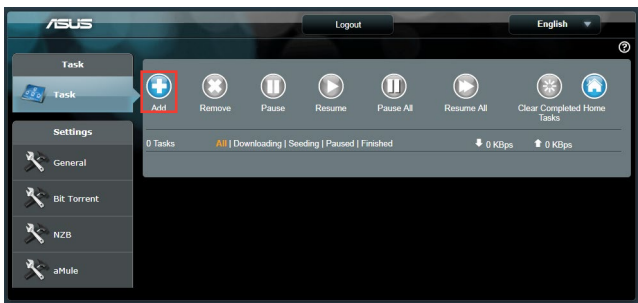 ASUS
Logout
English
?
Task
Task
Settings
General
Bit Torrent
NZB
aMule
Add
Remove
Pause
Resume
Pause All
Resume All
Clear Completed Tasks
Home
0 Tasks
All | Downloading | Seeding | Paused | Finished
0 KBps
0 KBps